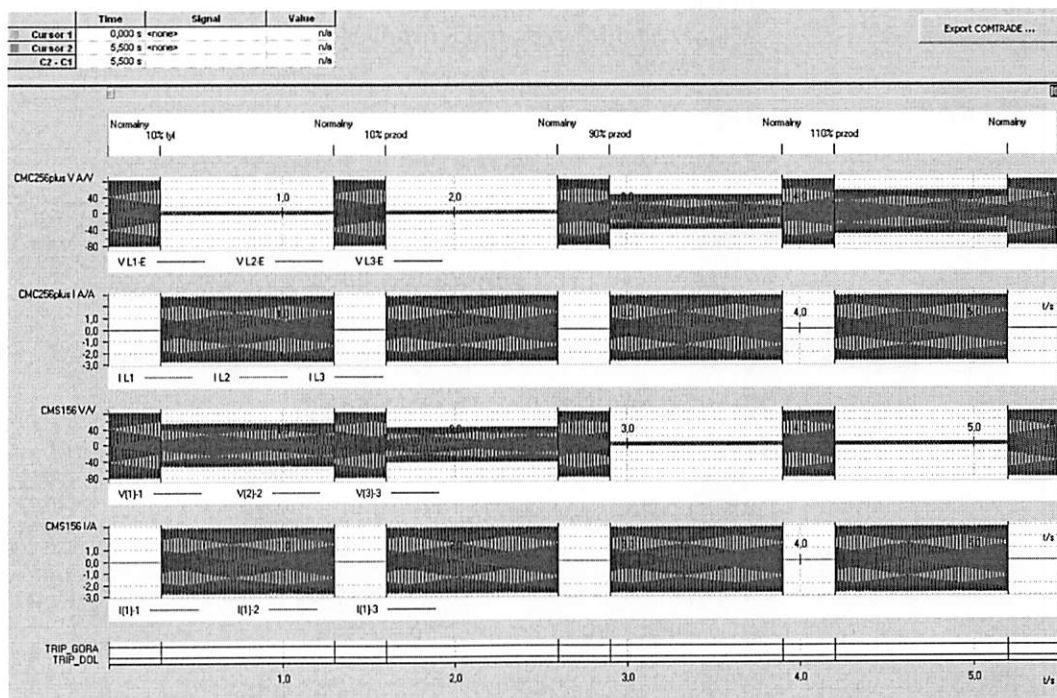 Time Signal Value
Cursor 1 0,000 s <none> n/a
Cursor 2 5,500 s <none> n/a
C2 - C1 5,500 s n/a
Export COMTRADE ...
Normalny 10% tyl Normalny 10% przod Normalny 90% przod Normalny 110% przod Normalny
CMC256plus V A/V
40
0
-40
-80
1,0 2,0
V L1-E V L2-E V L3-E
CMC256plus I A/A
1,0
0,0
-1,0
-2,0
-3,0
4,0 t/s
I L1 I L2 I L3
CMS156 V/V
40
0
-40
-80
3,0 5,0
V(1)-1 V(2)-2 V(3)-3
CMS156 I/A
1,0
0,0
-1,0
-2,0
-3,0
4,0 t/s
I(1)-1 I(1)-2 I(1)-3
TRIP_GORA
TRIP_DOL
1,0 2,0 3,0 4,0 5,0 t/s